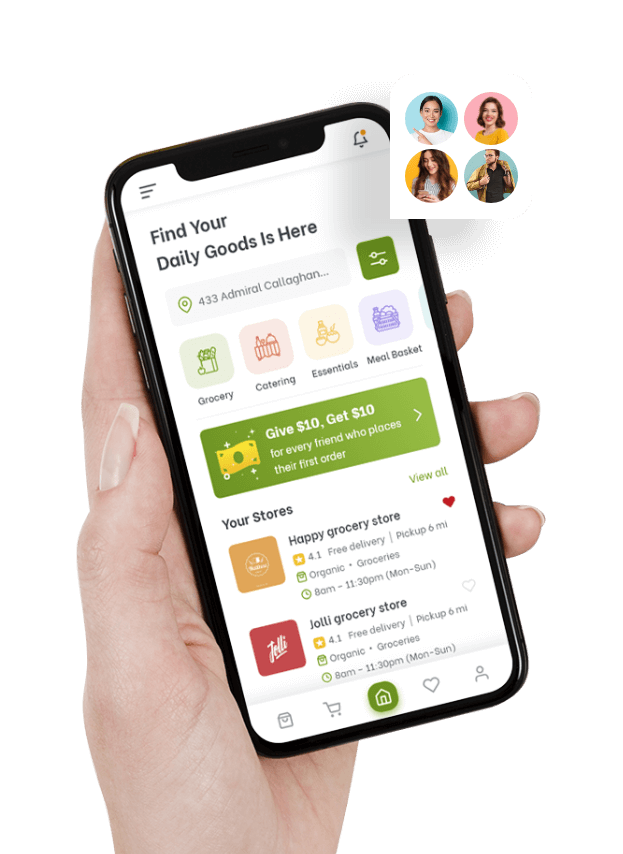 Find Your
Daily Goods Is Here
433 Admiral Callaghan...
Grocery
Catering
Essentials
Meal Basket
Give $10, Get $10
for every friend who places
their first order
Your Stores
View all
Happy grocery store
4.1 Free delivery | Pickup 6 mi
Organic • Groceries
8am - 11:30pm (Mon-Sun)
Jolli
Jolli grocery store
4.1 Free delivery | Pickup 6 mi
Organic • Groceries
8am - 11:30pm (Mon-Sun)